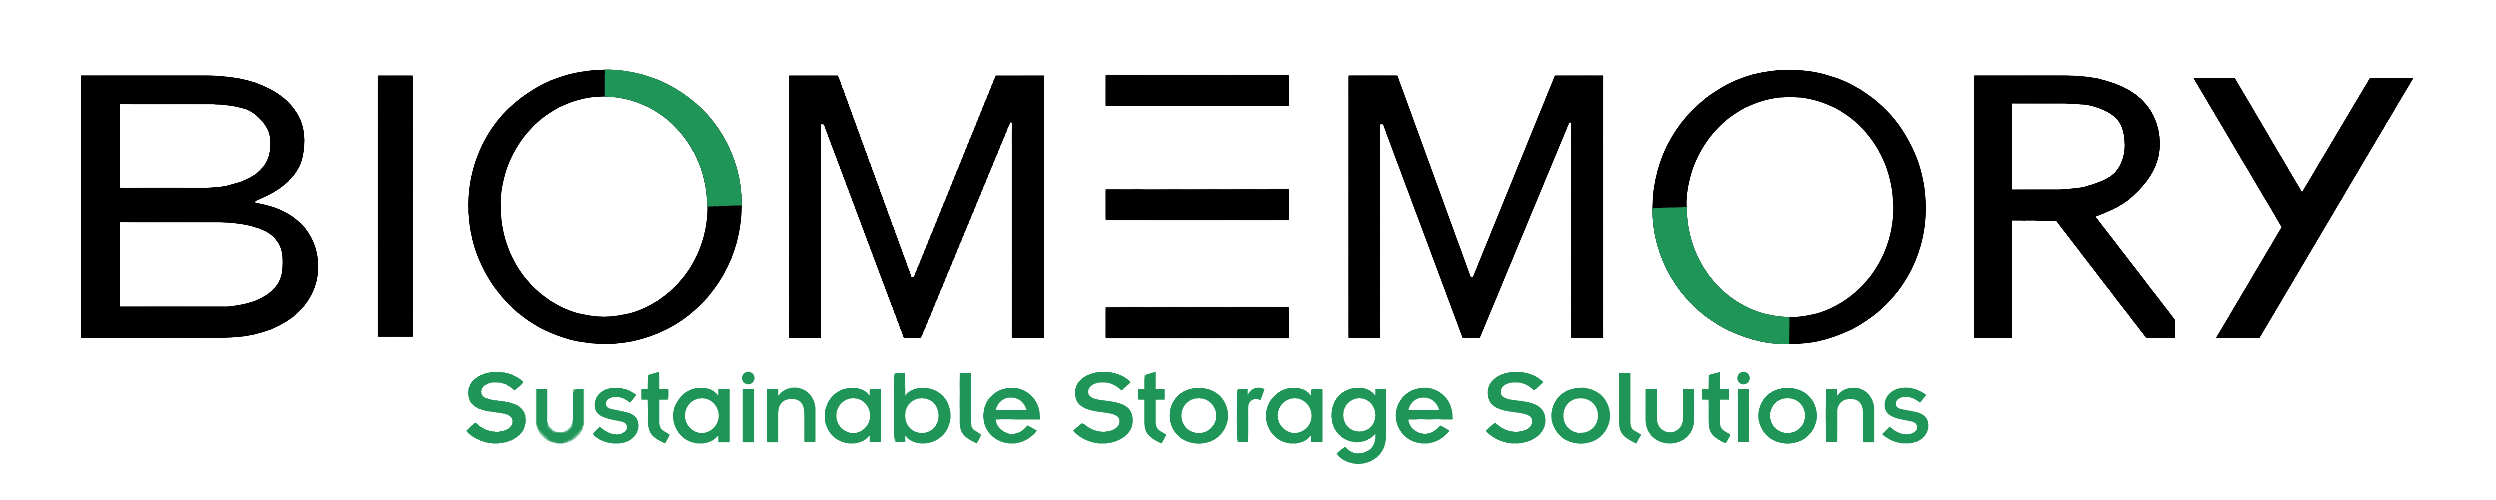 BIOMEMORY
Sustainable Storage Solutions